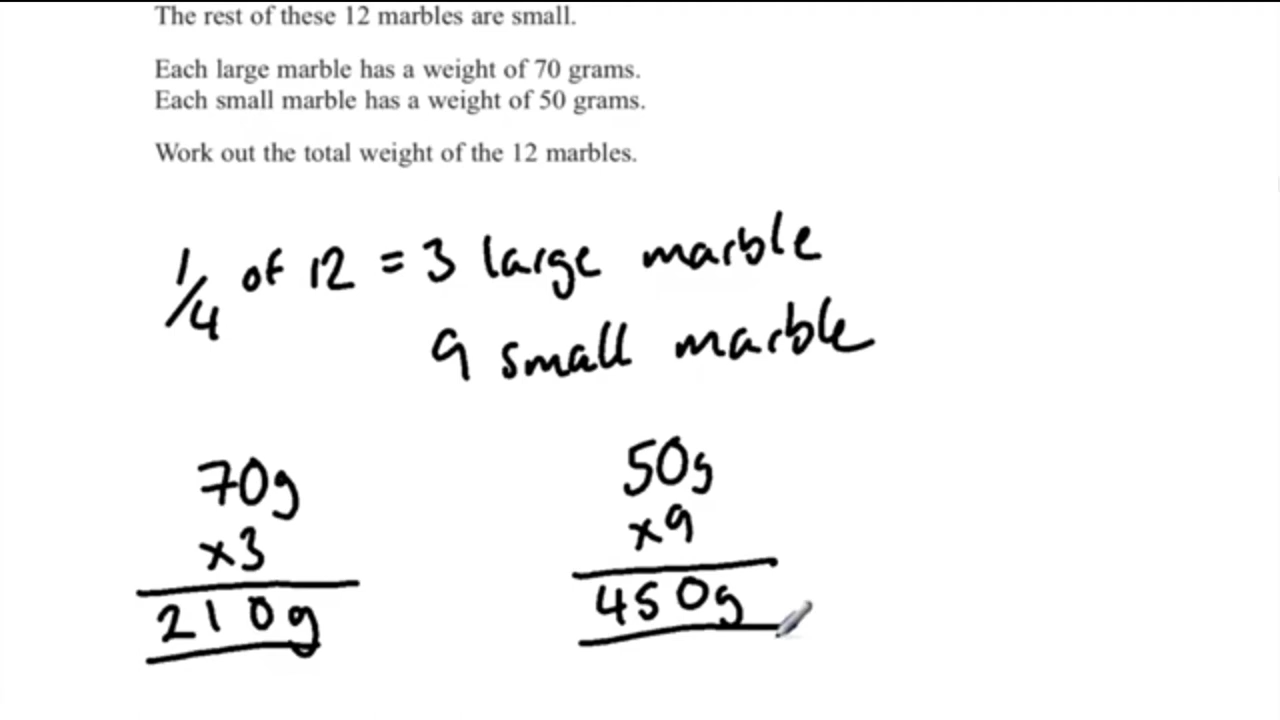 The rest of these 12 marbles are small.
Each large marble has a weight of 70 grams.
Each small marble has a weight of 50 grams.
Work out the total weight of the 12 marbles.
1/4 of 12 = 3 large marble
9 small marble
70g
x3
210g
50g
x9
450g